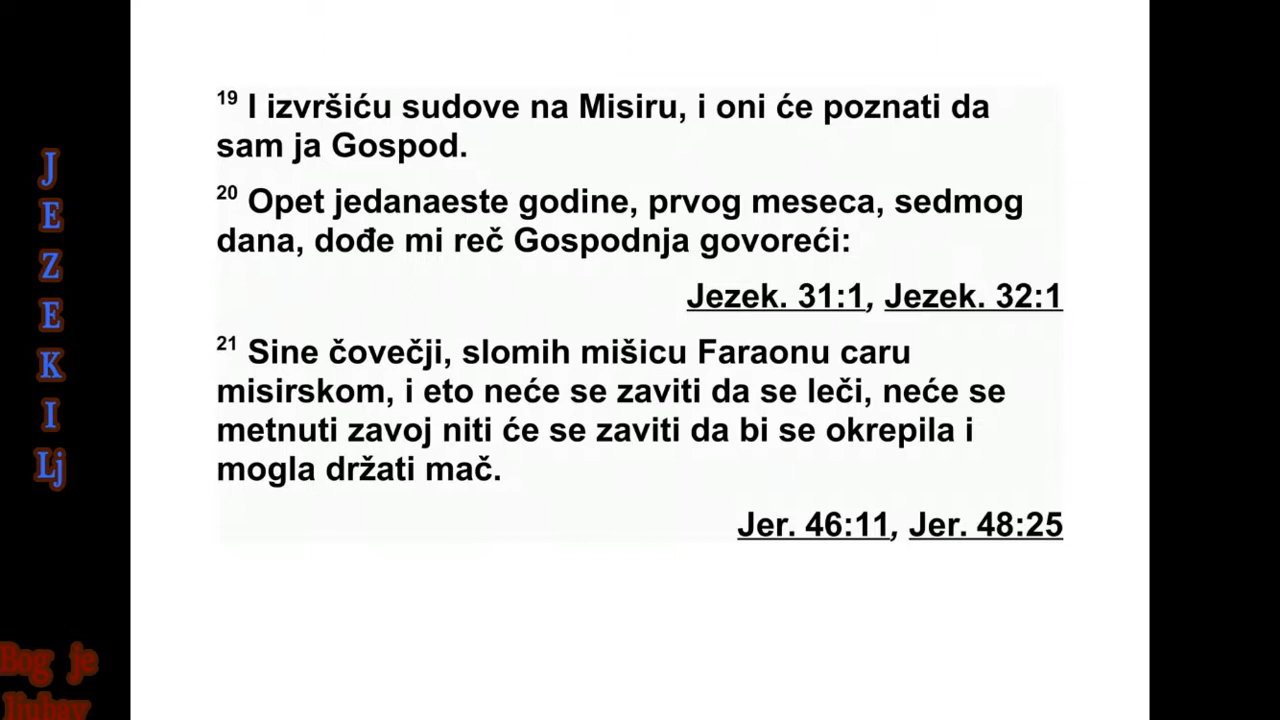 19 I izvršiću sudove na Misiru, i oni će poznati da
sam ja Gospod.
20 Opet jedanaeste godine, prvog meseca, sedmog
dana, dođe mi reč Gospodnja govoreći:
Jezek. 31:1, Jezek. 32:1
21 Sine čovečji, slomih mišicu Faraonu caru
misirskom, i eto neće se zaviti da se leči, neće se
metnuti zavoj niti će se zaviti da bi se okrepila i
mogla držati mač.
Jer. 46:11, Jer. 48:25
J
E
Z
E
K
I
Lj
Bog je
ljubav